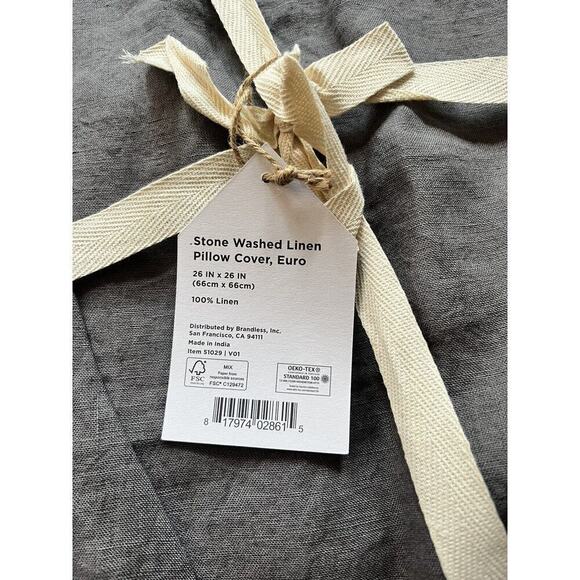 Stone Washed Linen
Pillow Cover, Euro
26 IN x 26 IN
(66cm x 66cm)
100% Linen
Distributed by Brandless, Inc.
San Francisco, CA 94111
Made in India
Item 51029 | V01
FSC
MIX
Paper from
responsible sources
FSC® C129472
OEKO-TEX®
STANDARD 100
8 17974 02861 5